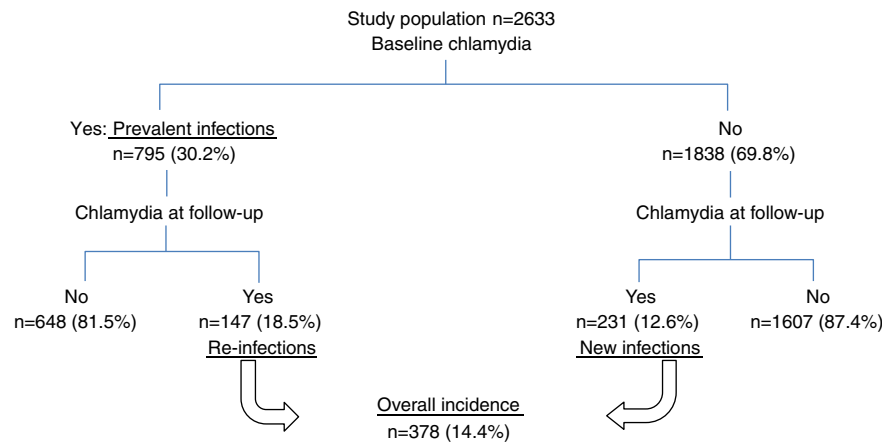 Study population n=2633
Baseline chlamydia
Yes: Prevalent infections
n=795 (30.2%)
No
n=1838 (69.8%)
Chlamydia at follow-up
Chlamydia at follow-up
No
n=648 (81.5%)
Yes
n=147 (18.5%)
Re-infections
Yes
n=231 (12.6%)
New infections
No
n=1607 (87.4%)
Overall incidence
n=378 (14.4%)